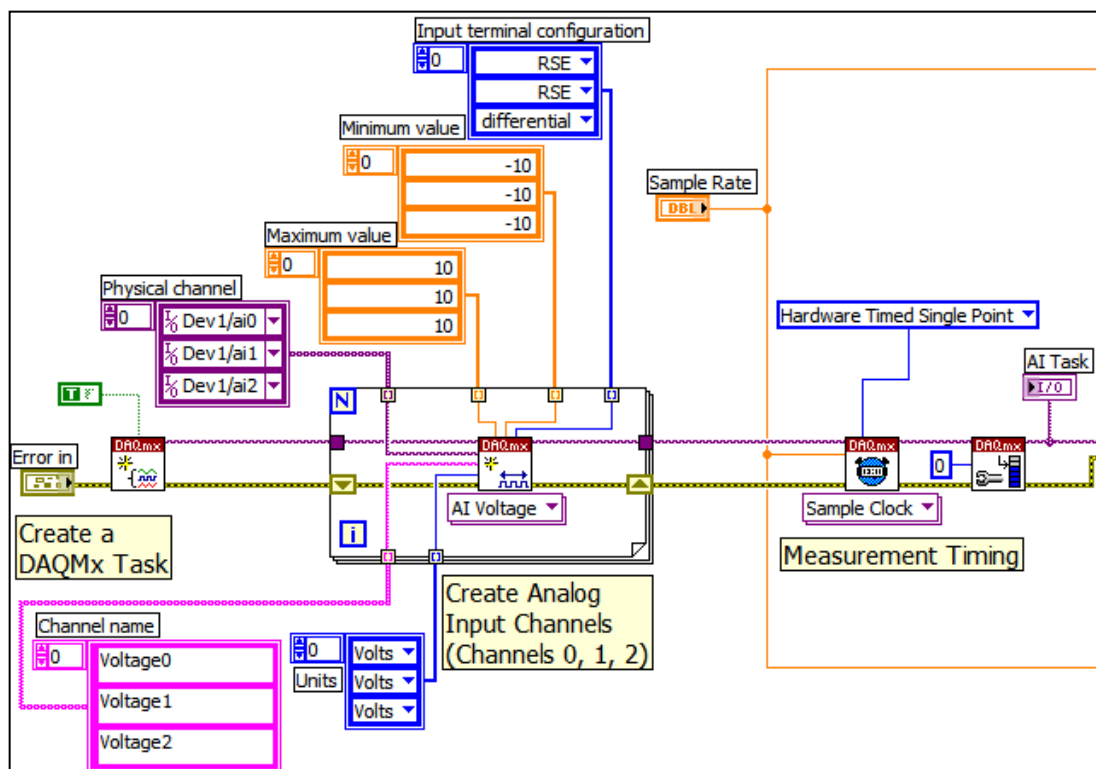 Input terminal configuration
0
RSE
RSE
differential
Minimum value
0
-10
-10
-10
Sample Rate
DBL
Maximum value
0
10
10
10
Physical channel
0
I/O Dev1/ai0
I/O Dev1/ai1
I/O Dev1/ai2
Hardware Timed Single Point
AI Task
I/O
T F
N
DAQmx
DAQmx
DAQmx
DAQmx
Error in
0
AI Voltage
Sample Clock
i
Create a
DAQMx Task
Measurement Timing
Create Analog
Input Channels
(Channels 0, 1, 2)
Channel name
0
Voltage0
Voltage1
Voltage2
0
Units
Volts
Volts
Volts